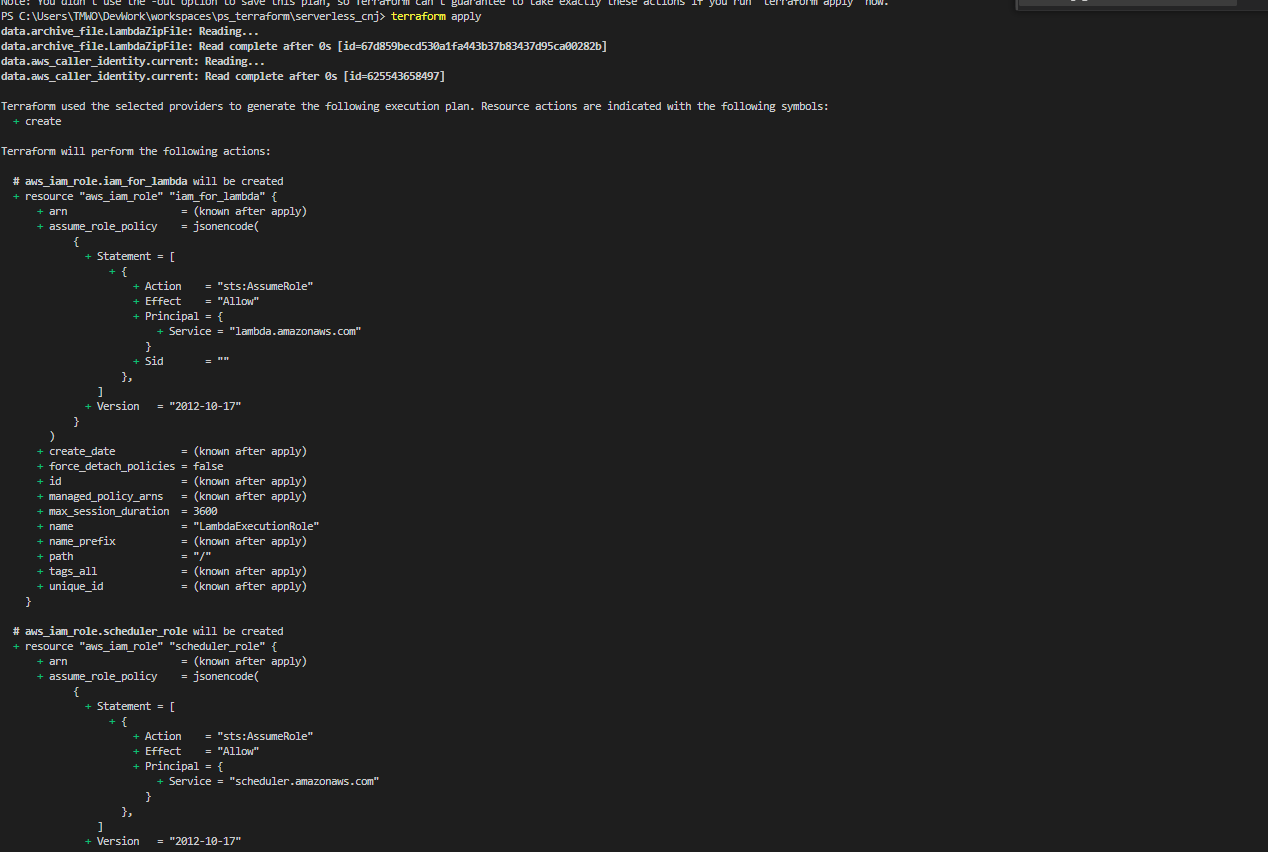 Note: You didn't use the -out option to save this plan, so Terraform can't guarantee to take exactly these actions if you run "terraform apply" now.
PS C:\Users\TMWO\DevWork\workspaces\ps_terraform\serverless_cnj> terraform apply
data.archive_file.LambdaZipFile: Reading...
data.archive_file.LambdaZipFile: Read complete after 0s [id=67d859becd530a1fa443b37b83437d95ca00282b]
data.aws_caller_identity.current: Reading...
data.aws_caller_identity.current: Read complete after 0s [id=625543658497]

Terraform used the selected providers to generate the following execution plan. Resource actions are indicated with the following symbols:
  + create

Terraform will perform the following actions:

  # aws_iam_role.iam_for_lambda will be created
  + resource "aws_iam_role" "iam_for_lambda" {
      + arn                   = (known after apply)
      + assume_role_policy    = jsonencode(
            {
              + Statement = [
                  + {
                      + Action    = "sts:AssumeRole"
                      + Effect    = "Allow"
                      + Principal = {
                          + Service = "lambda.amazonaws.com"
                        }
                      + Sid       = ""
                    },
                ]
              + Version   = "2012-10-17"
            }
        )
      + create_date           = (known after apply)
      + force_detach_policies = false
      + id                    = (known after apply)
      + managed_policy_arns   = (known after apply)
      + max_session_duration  = 3600
      + name                  = "LambdaExecutionRole"
      + name_prefix           = (known after apply)
      + path                  = "/"
      + tags_all              = (known after apply)
      + unique_id             = (known after apply)
    }

  # aws_iam_role.scheduler_role will be created
  + resource "aws_iam_role" "scheduler_role" {
      + arn                   = (known after apply)
      + assume_role_policy    = jsonencode(
            {
              + Statement = [
                  + {
                      + Action    = "sts:AssumeRole"
                      + Effect    = "Allow"
                      + Principal = {
                          + Service = "scheduler.amazonaws.com"
                        }
                    },
                ]
              + Version   = "2012-10-17"